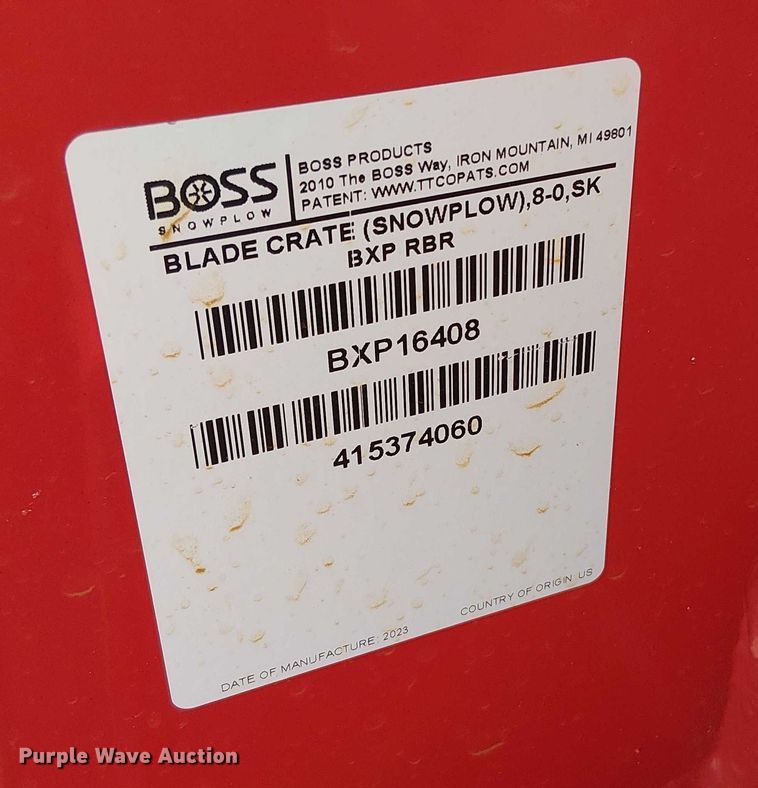 BOSS
SNOWPLOW
BOSS PRODUCTS
2010 The BOSS Way, IRON MOUNTAIN, MI 49801
PATENT: WWW.TTCOPATS.COM
BLADE CRATE (SNOWPLOW),8-0,SK
BXP RBR
BXP16408
415374060
DATE OF MANUFACTURE: 2023
COUNTRY OF ORIGIN: US
Purple Wave Auction